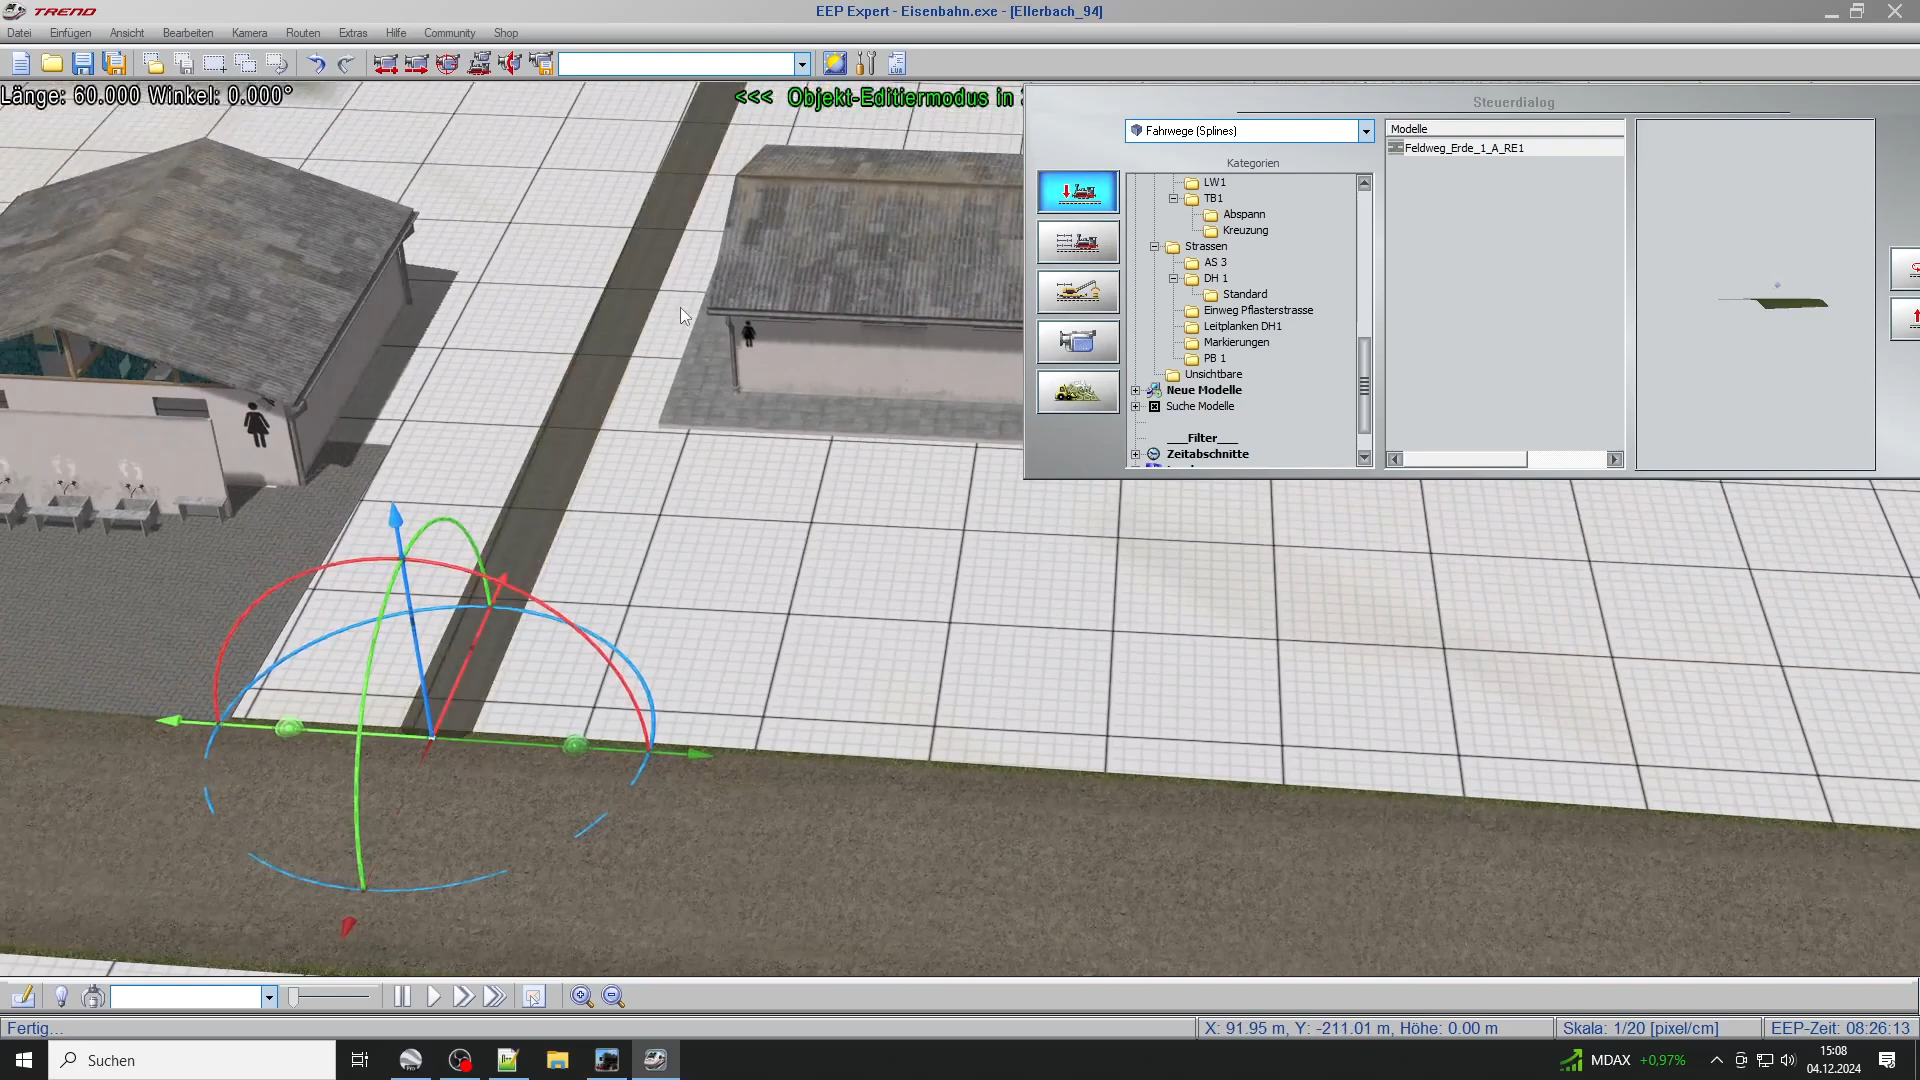 TREND
EEP Expert - Eisenbahn.exe - [Ellerbach_94]
Datei Einfügen Ansicht Bearbeiten Kamera Routen Extras Hilfe Community Shop
Länge: 60.000 Winkel: 0.000°
<<< Objekt-Editiermodus in
Steuerdialog
Fahrwege (Splines)
Kategorien
LW1
TB1
Abspann
Kreuzung
Strassen
AS 3
DH 1
Standard
Einweg Pflasterstrasse
Leitplanken DH1
Markierungen
PB 1
Unsichtbare
Neue Modelle
Suche Modelle
___Filter___
Zeitabschnitte
Modelle
Feldweg_Erde_1_A_RE1
Fertig...
X: 91.95 m, Y: -211.01 m, Höhe: 0.00 m
Skala: 1/20 [pixel/cm]
EEP-Zeit: 08:26:13
Suchen
MDAX +0,97%
15:08
04.12.2024